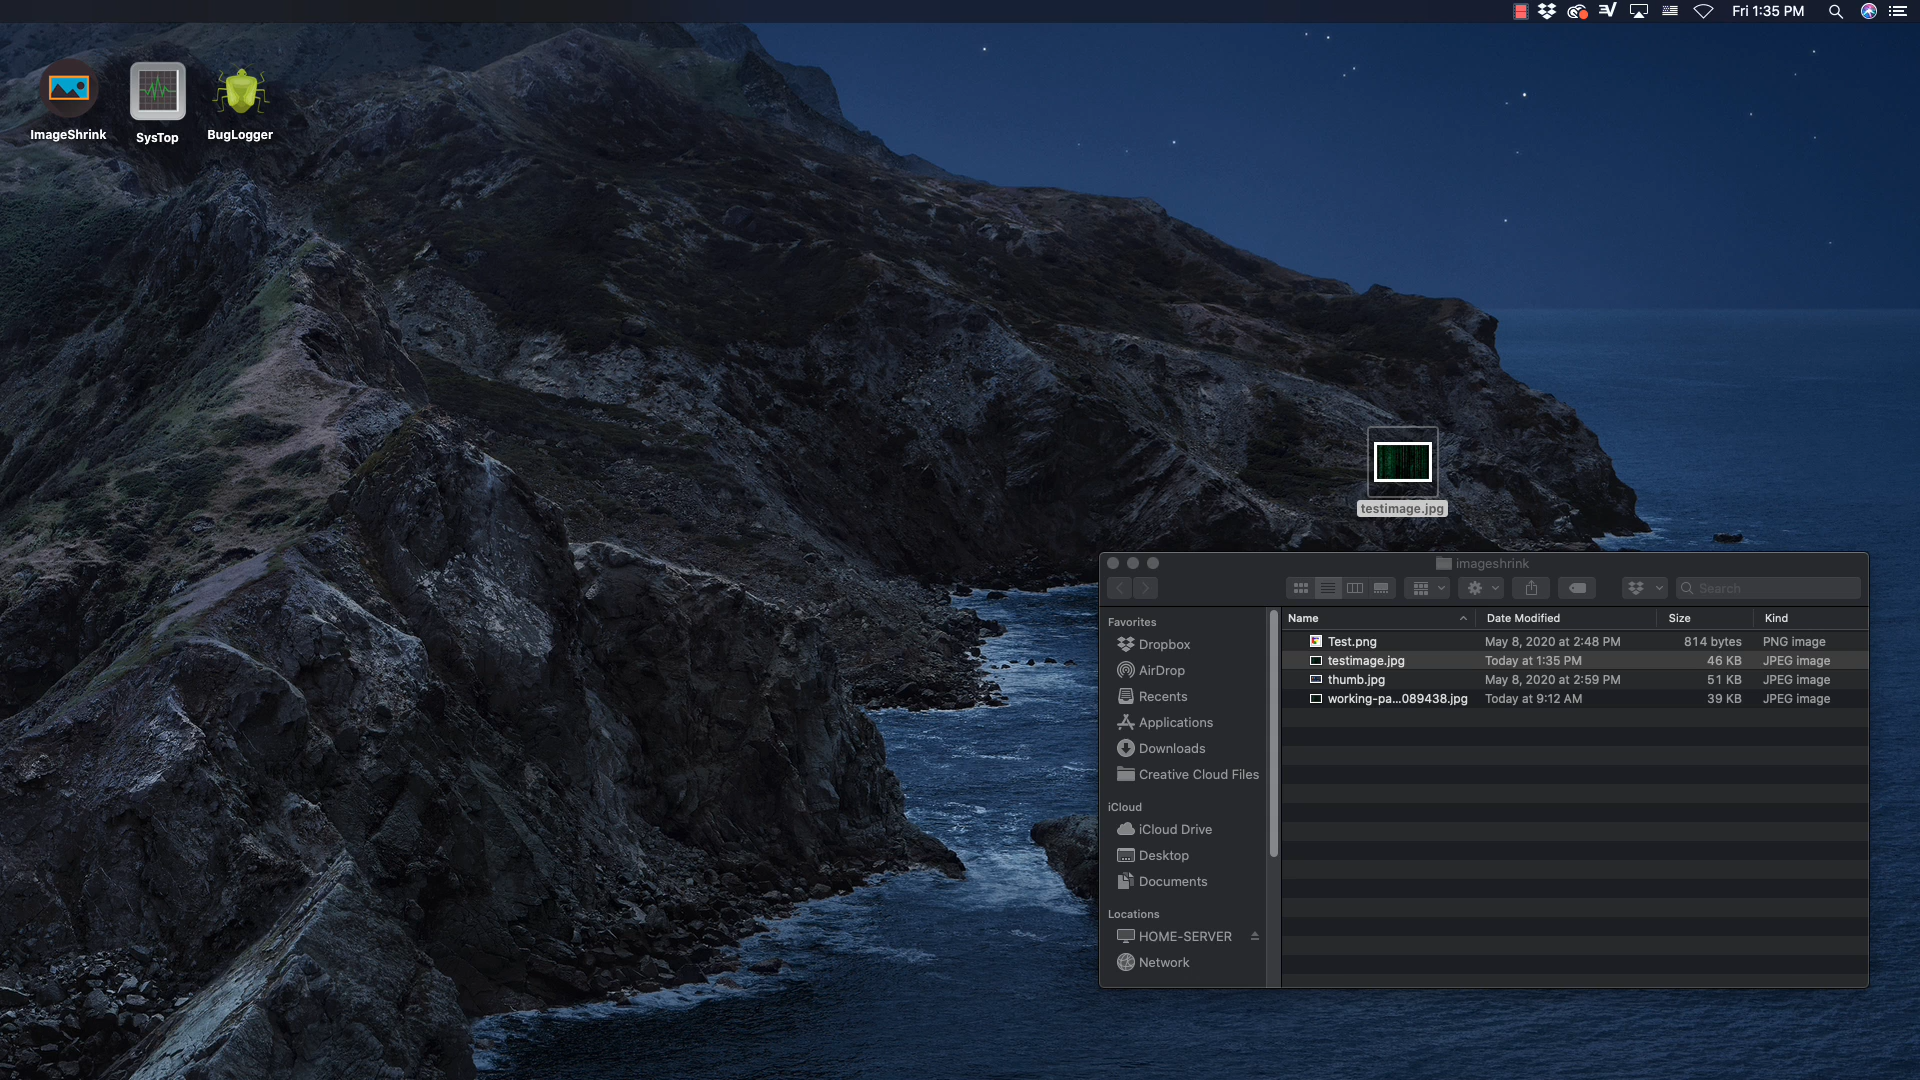 Fri 1:35 PM
ImageShrink
SysTop
BugLogger
testimage.jpg
imageshrink
Search
Favorites
Dropbox
AirDrop
Recents
Applications
Downloads
Creative Cloud Files
iCloud
iCloud Drive
Desktop
Documents
Locations
HOME-SERVER
Network
Name Date Modified Size Kind
Test.png May 8, 2020 at 2:48 PM 814 bytes PNG image
testimage.jpg Today at 1:35 PM 46 KB JPEG image
thumb.jpg May 8, 2020 at 2:59 PM 51 KB JPEG image
working-pa...089438.jpg Today at 9:12 AM 39 KB JPEG image